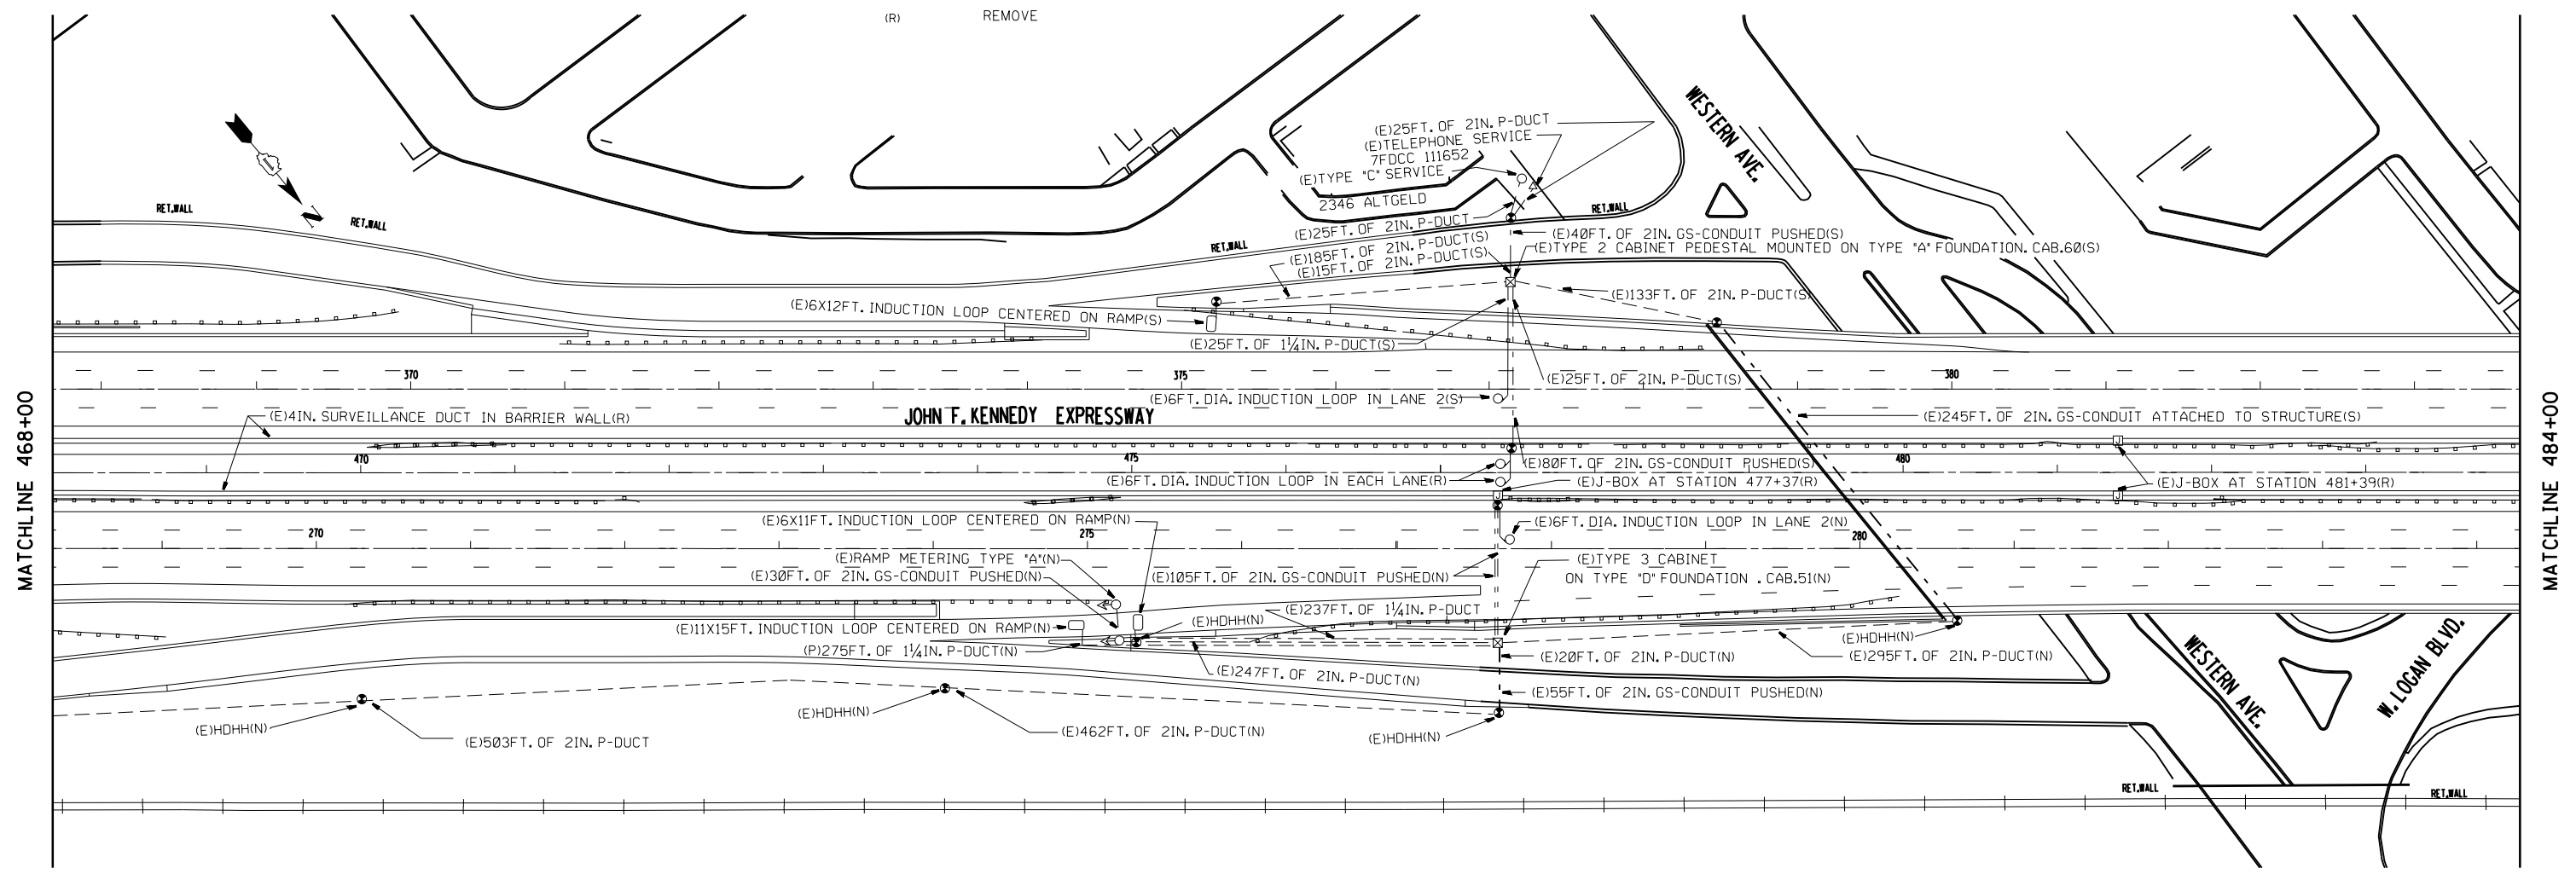 (R) REMOVE
WESTERN AVE.
(E)25FT. OF 2IN. P-DUCT
(E)TELEPHONE SERVICE
7FDCC 111652
(E)TYPE "C" SERVICE
2346 ALTGELD
RET.WALL
RET.WALL
RET.WALL
RET.WALL
N
(E)25FT. OF 2IN. P-DUCT
(E)40FT. OF 2IN. GS-CONDUIT PUSHED(S)
(E)185FT. OF 2IN. P-DUCT(S)
(E)TYPE 2 CABINET PEDESTAL MOUNTED ON TYPE "A" FOUNDATION. CAB.60(S)
(E)15FT. OF 2IN. P-DUCT(S)
(E)133FT. OF 2IN. P-DUCT(S)
(E)6X12FT. INDUCTION LOOP CENTERED ON RAMP(S)
(E)25FT. OF 1¼IN. P-DUCT(S)
370
375
380
(E)25FT. OF 2IN. P-DUCT(S)
(E)6FT. DIA. INDUCTION LOOP IN LANE 2(S)
(E)4IN. SURVEILLANCE DUCT IN BARRIER WALL(R)
JOHN F. KENNEDY EXPRESSWAY
(E)245FT. OF 2IN. GS-CONDUIT ATTACHED TO STRUCTURE(S)
MATCHLINE 468+00
MATCHLINE 484+00
470
475
480
(E)80FT. OF 2IN. GS-CONDUIT PUSHED(S)
(E)6FT. DIA. INDUCTION LOOP IN EACH LANE(R)
(E)J-BOX AT STATION 477+37(R)
(E)J-BOX AT STATION 481+39(R)
J
J
J
(E)6X11FT. INDUCTION LOOP CENTERED ON RAMP(N)
(E)6FT. DIA. INDUCTION LOOP IN LANE 2(N)
270
275
280
(E)RAMP METERING TYPE "A"(N)
(E)TYPE 3 CABINET
ON TYPE "D" FOUNDATION . CAB.51(N)
(E)30FT. OF 2IN. GS-CONDUIT PUSHED(N)
(E)105FT. OF 2IN. GS-CONDUIT PUSHED(N)
(E)237FT. OF 1¼IN. P-DUCT
(E)HDHH(N)
(E)11X15FT. INDUCTION LOOP CENTERED ON RAMP(N)
(E)HDHH(N)
(P)275FT. OF 1¼IN. P-DUCT(N)
(E)20FT. OF 2IN. P-DUCT(N)
(E)295FT. OF 2IN. P-DUCT(N)
(E)247FT. OF 2IN. P-DUCT(N)
(E)55FT. OF 2IN. GS-CONDUIT PUSHED(N)
WESTERN AVE.
W. LOGAN BLVD.
(E)HDHH(N)
(E)HDHH(N)
(E)462FT. OF 2IN. P-DUCT(N)
(E)HDHH(N)
(E)503FT. OF 2IN. P-DUCT
RET.WALL
RET.WALL